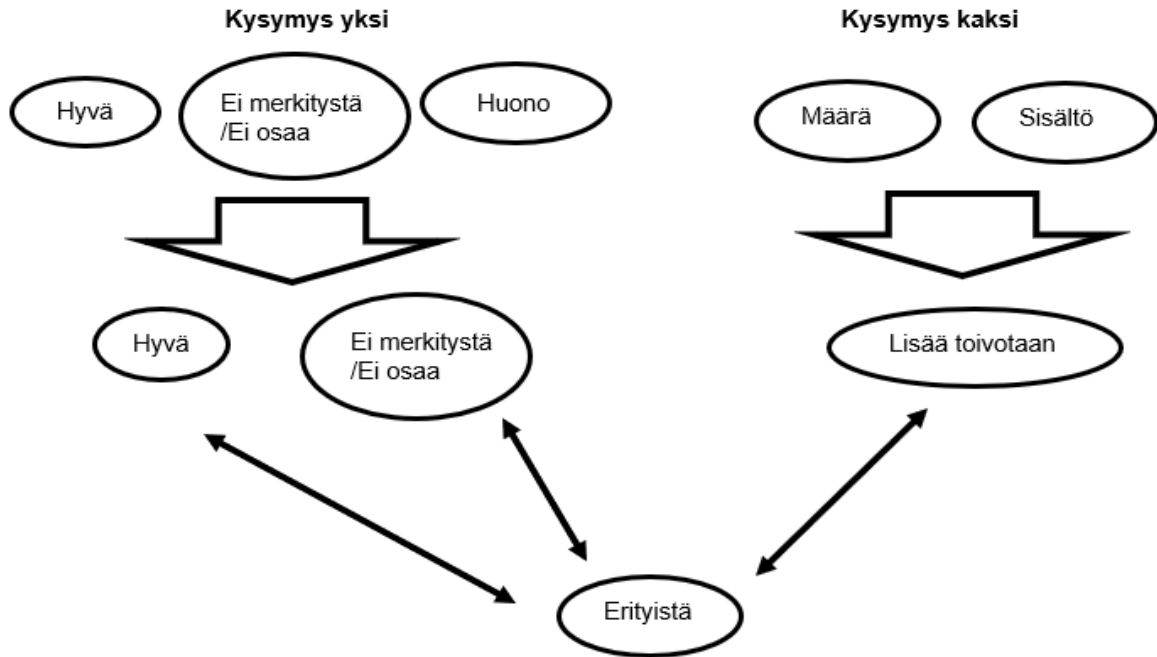 Kysymys yksi
Kysymys kaksi
Hyvä
Ei merkitystä
/Ei osaa
Huono
Määrä
Sisältö
Hyvä
Ei merkitystä
/Ei osaa
Lisää toivotaan
Erityistä